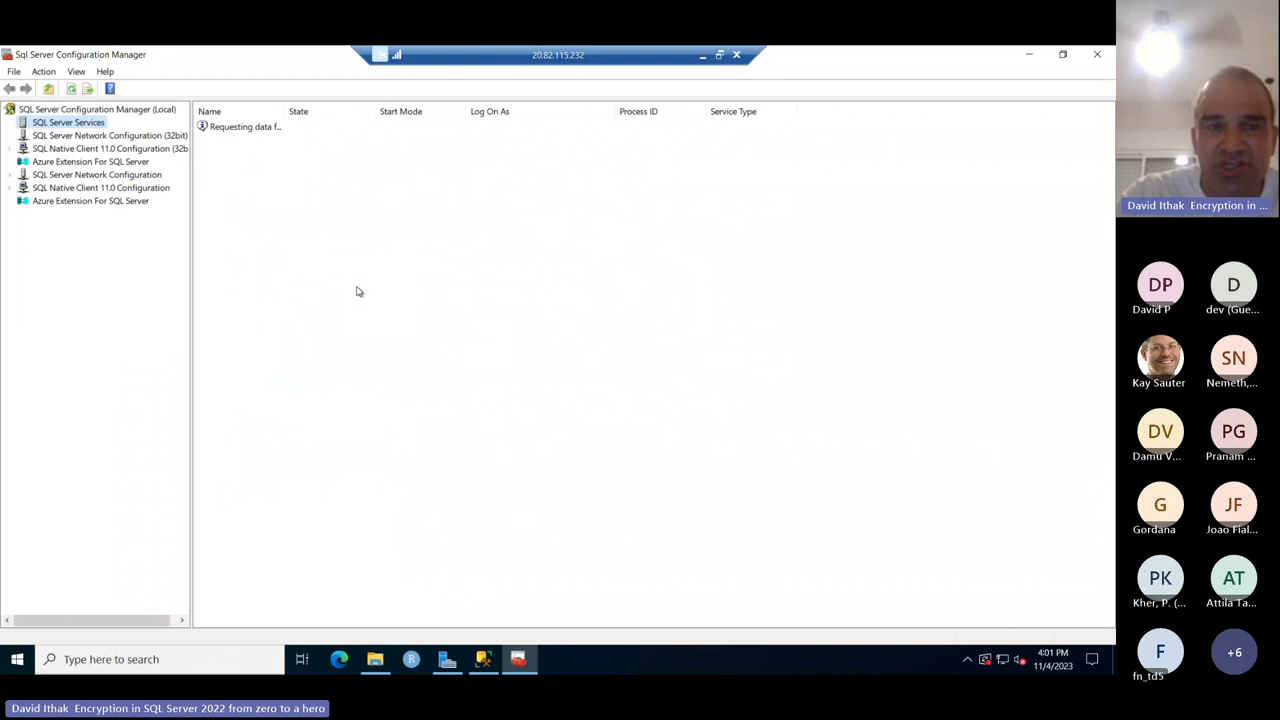 Sql Server Configuration Manager
20.82.115.232
File Action View Help
SQL Server Configuration Manager (Local)
SQL Server Services
SQL Server Network Configuration (32bit)
SQL Native Client 11.0 Configuration (32b
Azure Extension For SQL Server
SQL Server Network Configuration
SQL Native Client 11.0 Configuration
Azure Extension For SQL Server
Name State Start Mode Log On As Process ID Service Type
Requesting data f...
David Ithak Encryption in ...
DP
David P
D
dev (Gue...
Kay Sauter
SN
Nemeth,...
DV
Damu V...
PG
Pranam ...
G
Gordana
JF
Joao Fial...
PK
Kher, P. (...
AT
Attila Ta...
F
fn_td5
+6
Type here to search
R
4:01 PM
11/4/2023
David Ithak Encryption in SQL Server 2022 from zero to a hero